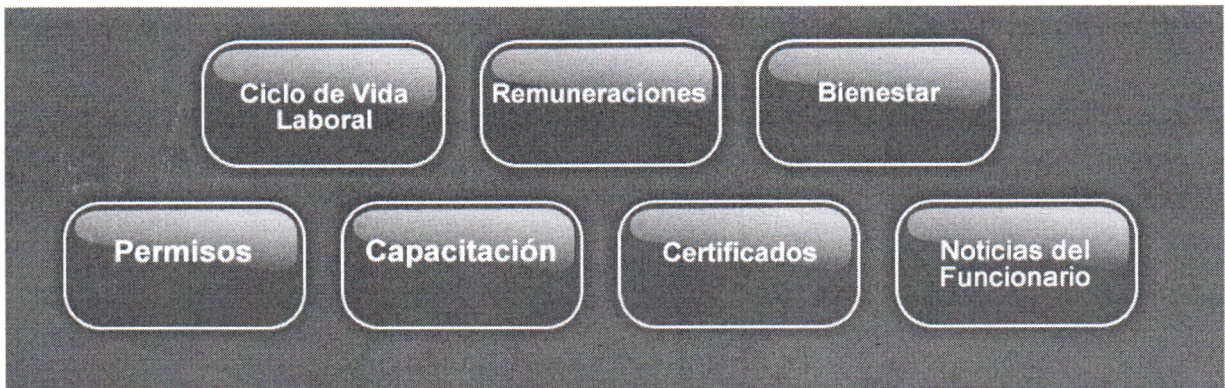 Ciclo de Vida
Laboral
Remuneraciones
Bienestar
Permisos
Capacitación
Certificados
Noticias del
Funcionario